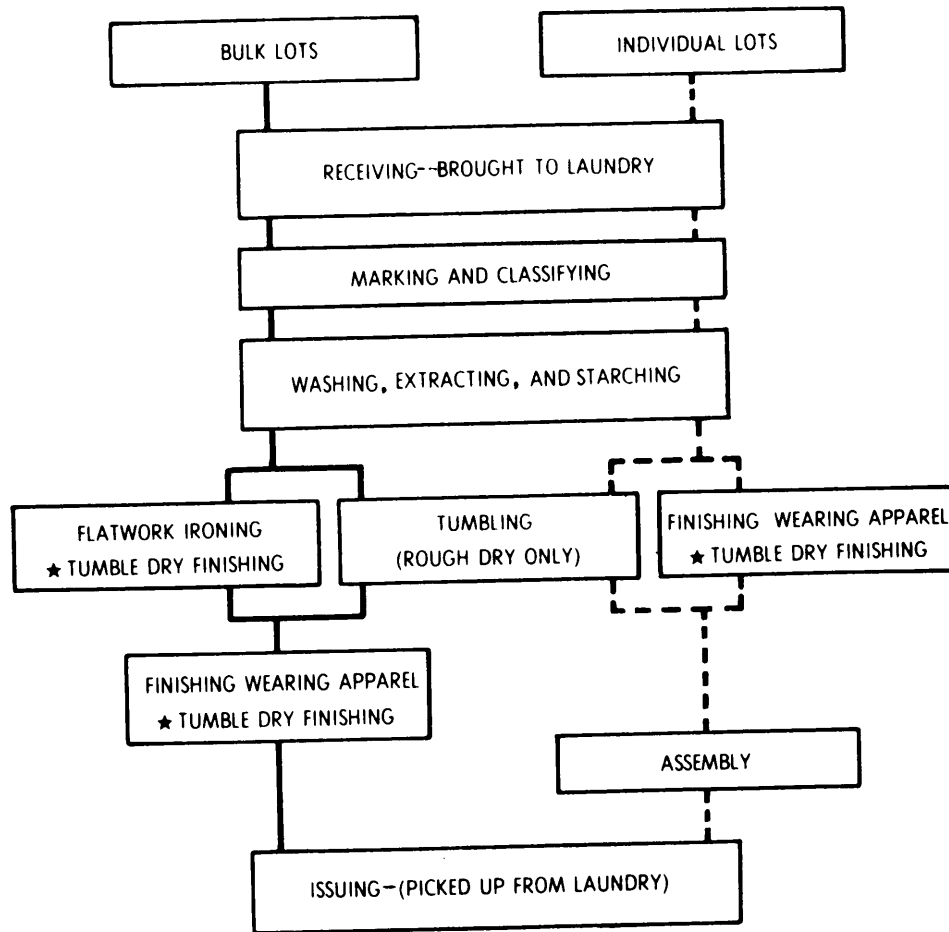 BULK LOTS
INDIVIDUAL LOTS
RECEIVING--BROUGHT TO LAUNDRY
MARKING AND CLASSIFYING
WASHING, EXTRACTING, AND STARCHING
FLATWORK IRONING
★ TUMBLE DRY FINISHING
TUMBLING
(ROUGH DRY ONLY)
FINISHING WEARING APPAREL
★ TUMBLE DRY FINISHING
FINISHING WEARING APPAREL
★ TUMBLE DRY FINISHING
ASSEMBLY
ISSUING-(PICKED UP FROM LAUNDRY)